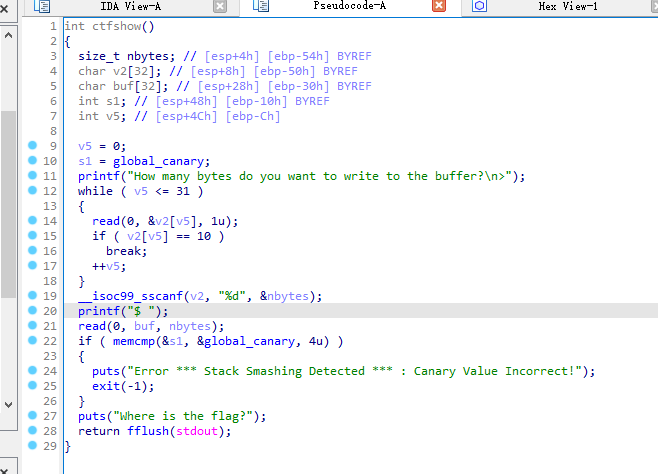 IDA View-A Pseudocode-A Hex View-1
1 int ctfshow()
2 {
3   size_t nbytes; // [esp+4h] [ebp-54h] BYREF
4   char v2[32]; // [esp+8h] [ebp-50h] BYREF
5   char buf[32]; // [esp+28h] [ebp-30h] BYREF
6   int s1; // [esp+48h] [ebp-10h] BYREF
7   int v5; // [esp+4Ch] [ebp-Ch]
8
9   v5 = 0;
10   s1 = global_canary;
11   printf("How many bytes do you want to write to the buffer?\n>");
12   while ( v5 <= 31 )
13   {
14     read(0, &v2[v5], 1u);
15     if ( v2[v5] == 10 )
16       break;
17     ++v5;
18   }
19   __isoc99_sscanf(v2, "%d", &nbytes);
20   printf("$ ");
21   read(0, buf, nbytes);
22   if ( memcmp(&s1, &global_canary, 4u) )
23   {
24     puts("Error *** Stack Smashing Detected *** : Canary Value Incorrect!");
25     exit(-1);
26   }
27   puts("Where is the flag?");
28   return fflush(stdout);
29 }